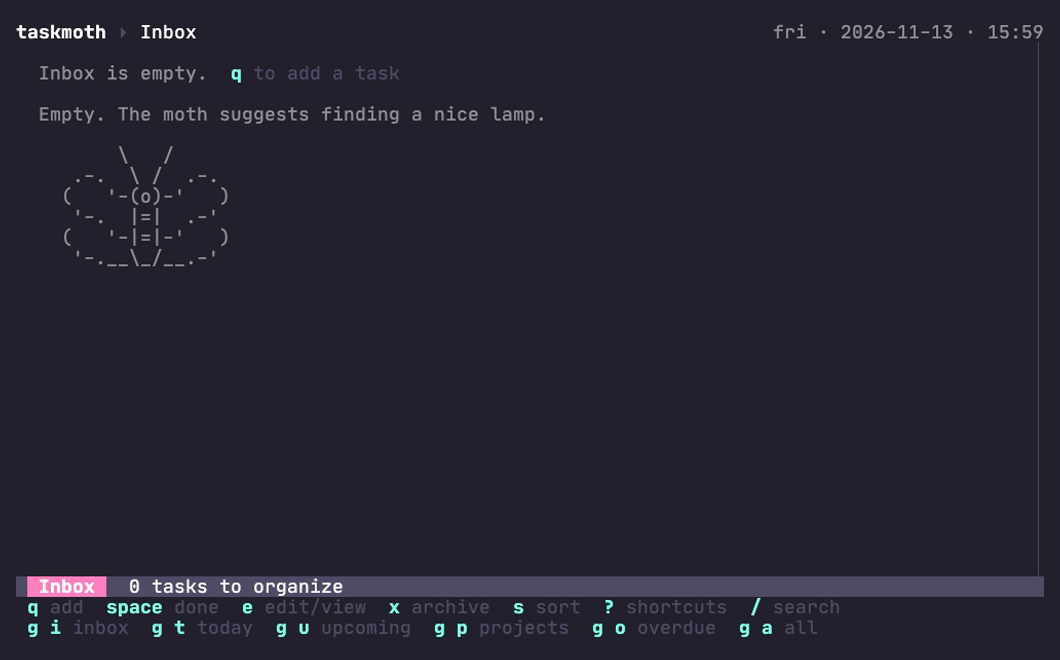 taskmoth › Inbox fri · 2026-11-13 · 15:59
Inbox is empty. q to add a task
Empty. The moth suggests finding a nice lamp.
         \   /
     .-.  \ /  .-.
    (   '-(o)-'   )
     '-.  |=|  .-'
    (   '-|=|-'   )
     '-.__\_/__.-'
Inbox 0 tasks to organize
q add space done e edit/view x archive s sort ? shortcuts / search
g i inbox g t today g u upcoming g p projects g o overdue g a all